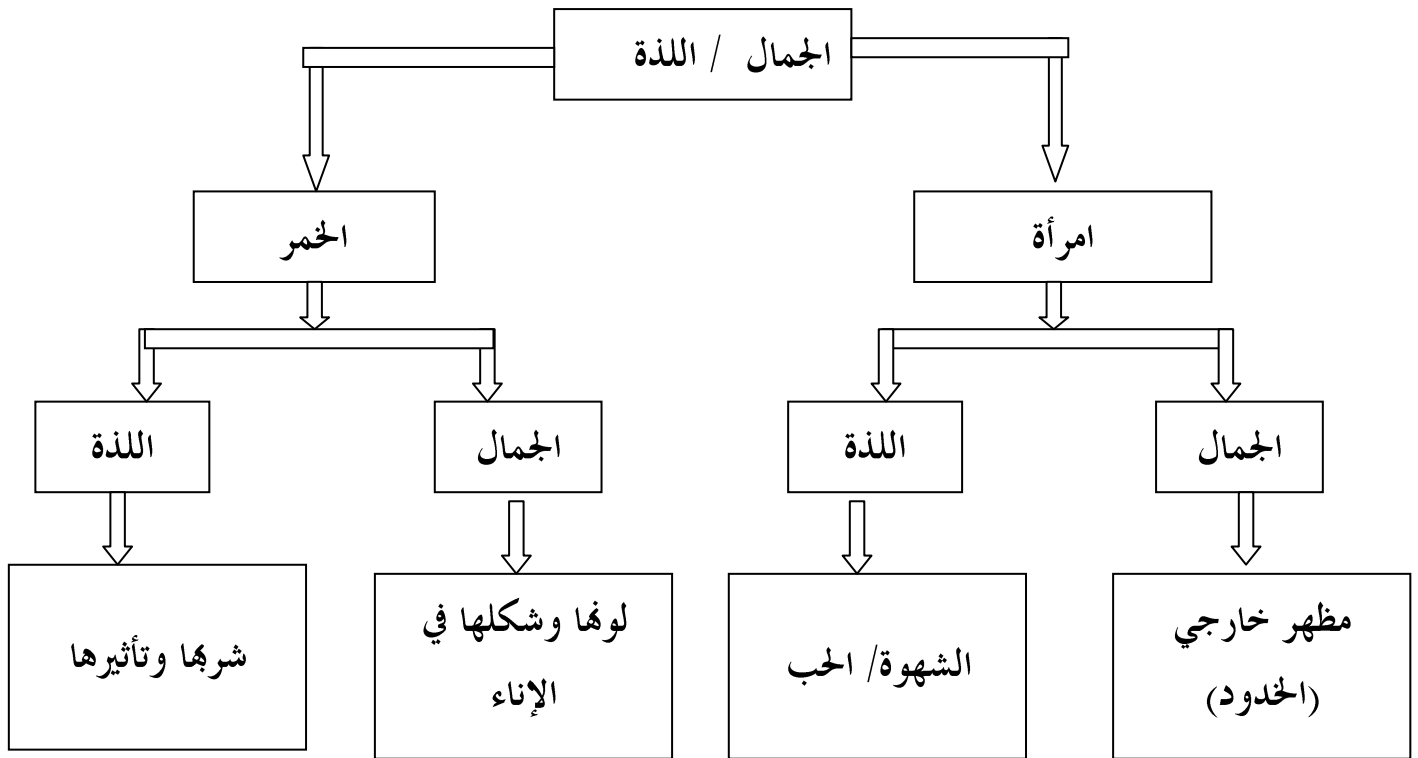 الجمال / اللذة
امرأة
الخمر
الجمال
اللذة
الجمال
اللذة
مظهر خارجي
(الخدود)
الشهوة/ الحب
لونها وشكلها في
الإناء
شربها وتأثيرها